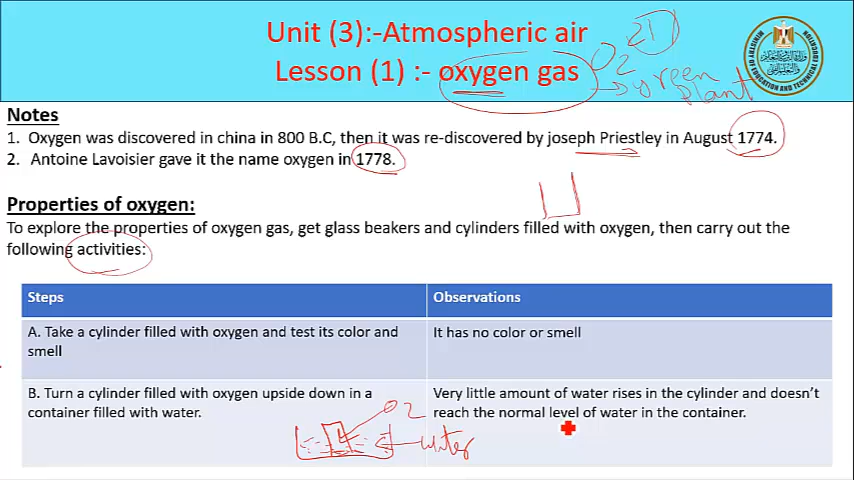 Unit (3):-Atmospheric air
Lesson (1) :- oxygen gas
O2
21
plant
Notes
1. Oxygen was discovered in china in 800 B.C, then it was re-discovered by joseph Priestley in August 1774.
2. Antoine Lavoisier gave it the name oxygen in 1778.
Properties of oxygen:
To explore the properties of oxygen gas, get glass beakers and cylinders filled with oxygen, then carry out the
following activities:
Steps
Observations
A. Take a cylinder filled with oxygen and test its color and
smell
It has no color or smell
B. Turn a cylinder filled with oxygen upside down in a
container filled with water.
Very little amount of water rises in the cylinder and doesn't
reach the normal level of water in the container.
O2
water